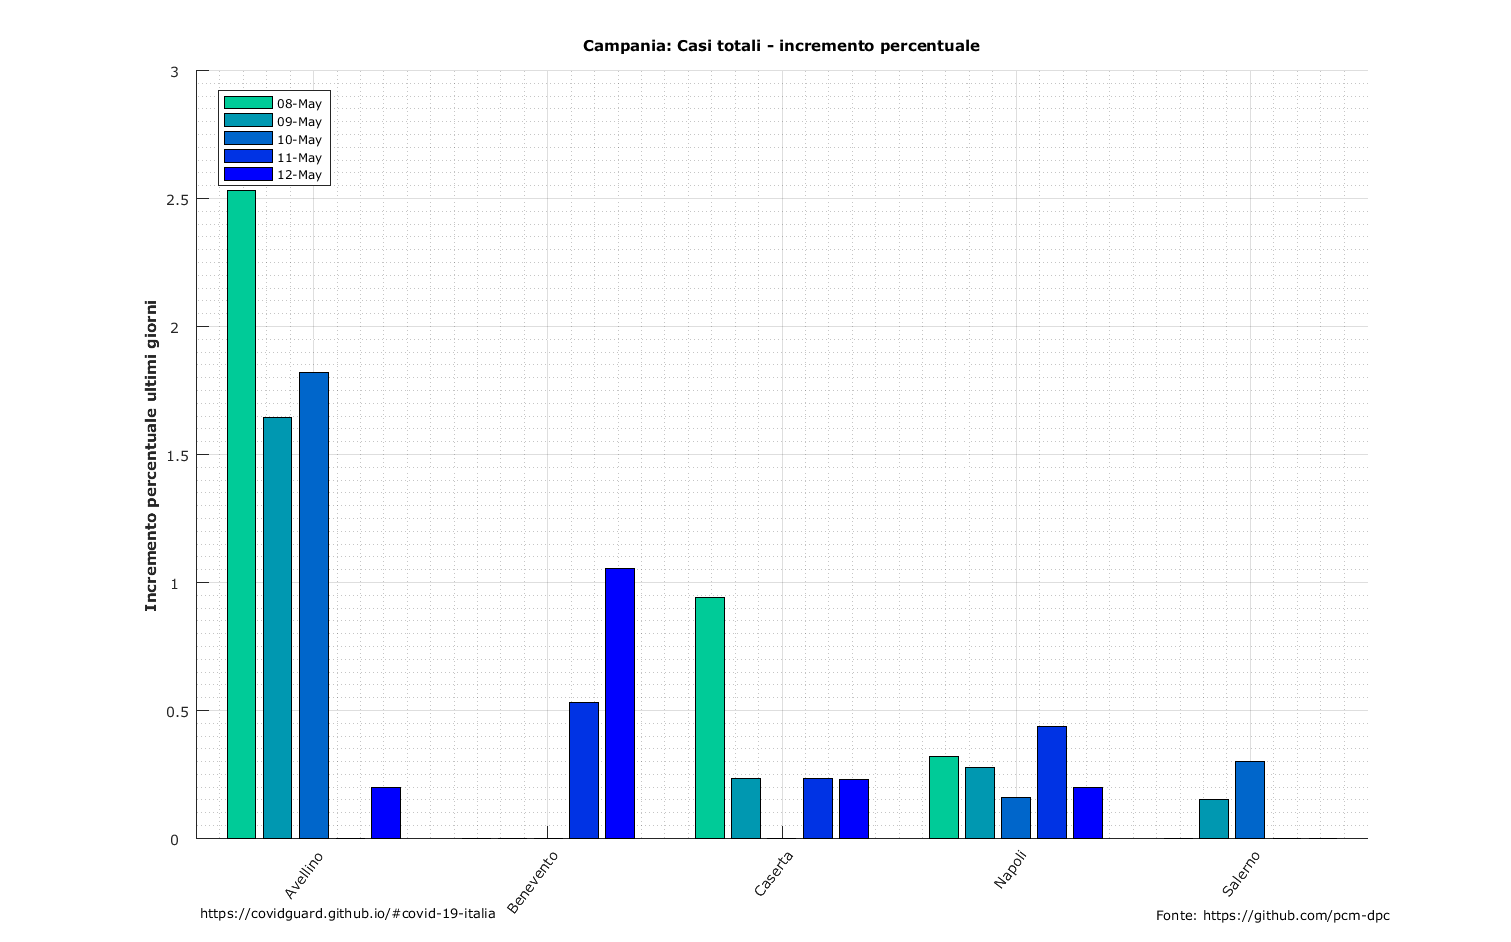 Campania: Casi totali - incremento percentuale
3
2.5
2
1.5
1
0.5
0
Incremento percentuale ultimi giorni
08-May
09-May
10-May
11-May
12-May
Avellino
Benevento
Caserta
Napoli
Salerno
https://covidguard.github.io/#covid-19-italia
Fonte: https://github.com/pcm-dpc